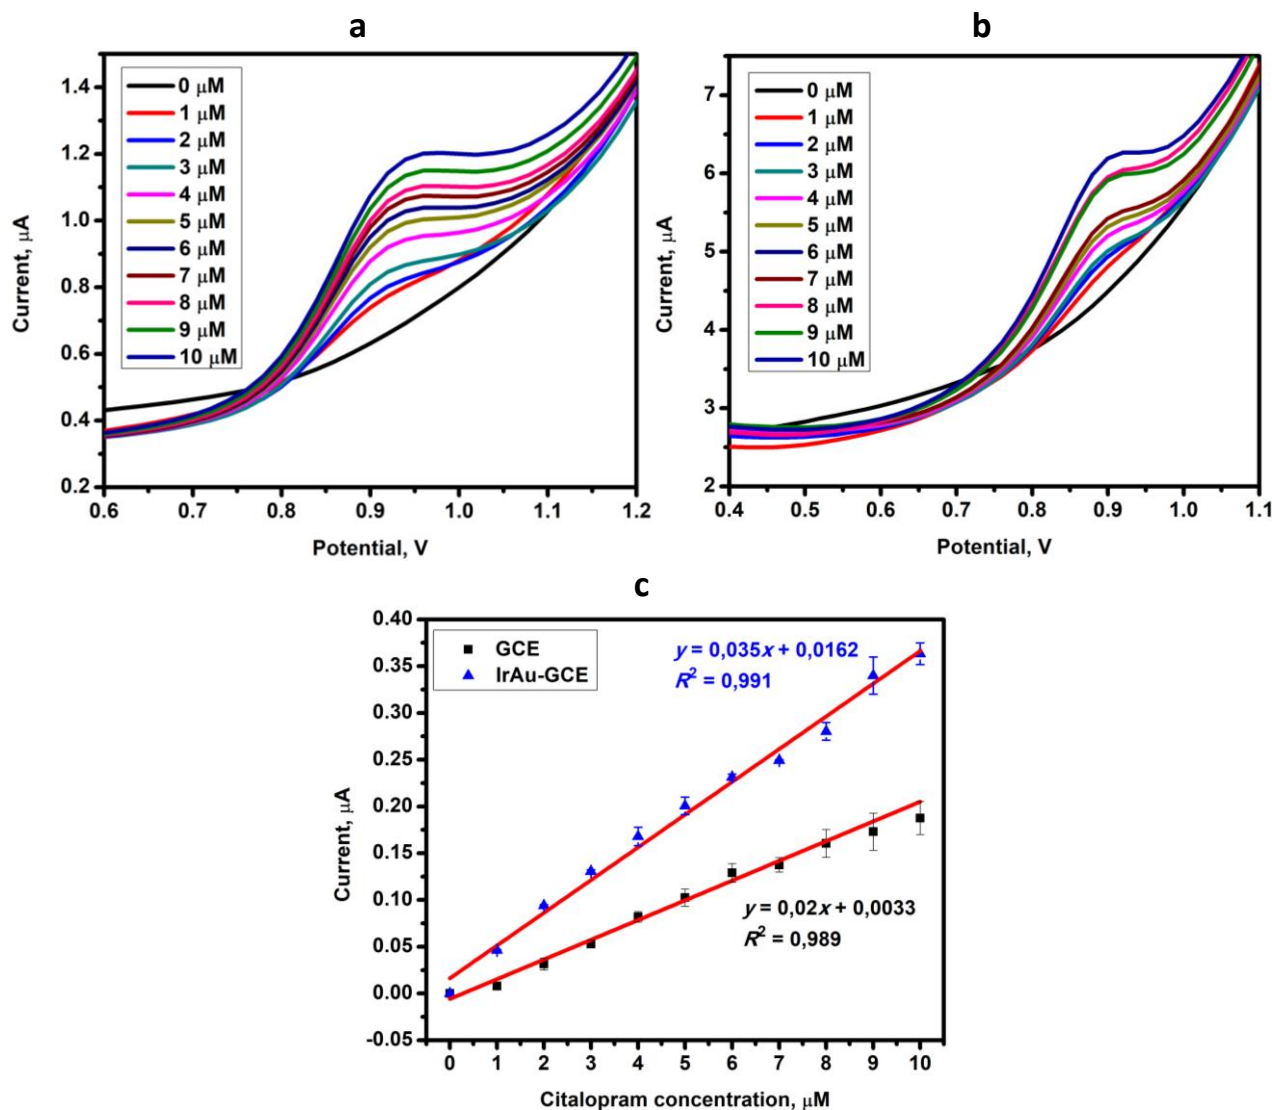 a
b
Current, μA
1.4
1.2
1.0
0.8
0.6
0.4
0.2
0 μM
1 μM
2 μM
3 μM
4 μM
5 μM
6 μM
7 μM
8 μM
9 μM
10 μM
0.6 0.7 0.8 0.9 1.0 1.1 1.2
Potential, V
Current, μA
7
6
5
4
3
2
0 μM
1 μM
2 μM
3 μM
4 μM
5 μM
6 μM
7 μM
8 μM
9 μM
10 μM
0.4 0.5 0.6 0.7 0.8 0.9 1.0 1.1
Potential, V
c
Current, μA
0.40
0.35
0.30
0.25
0.20
0.15
0.10
0.05
0.00
-0.05
GCE
IrAu-GCE
y = 0,035x + 0,0162
R² = 0,991
y = 0,02x + 0,0033
R² = 0,989
0 1 2 3 4 5 6 7 8 9 10
Citalopram concentration, μM